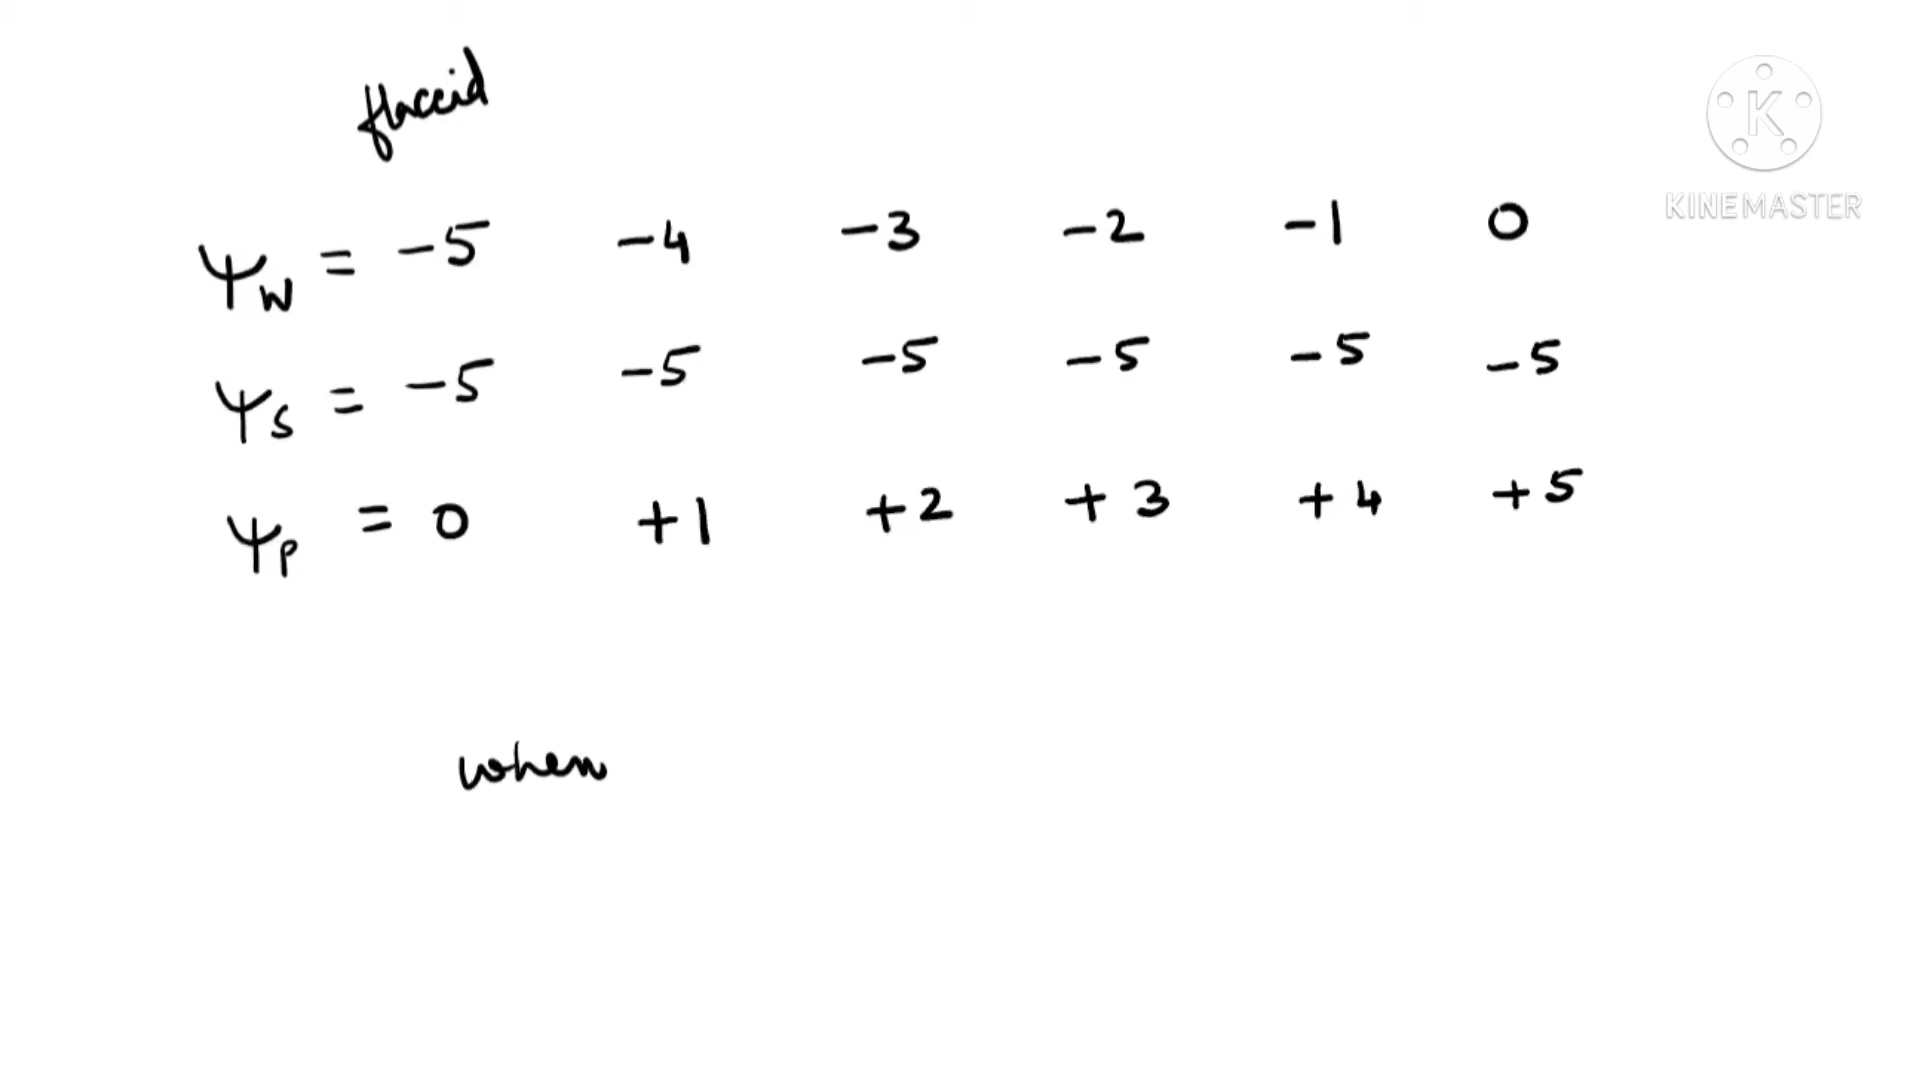 flaccid
K
KINEMASTER
Ψw = -5 -4 -3 -2 -1 0
Ψs = -5 -5 -5 -5 -5 -5
Ψp = 0 +1 +2 +3 +4 +5
when